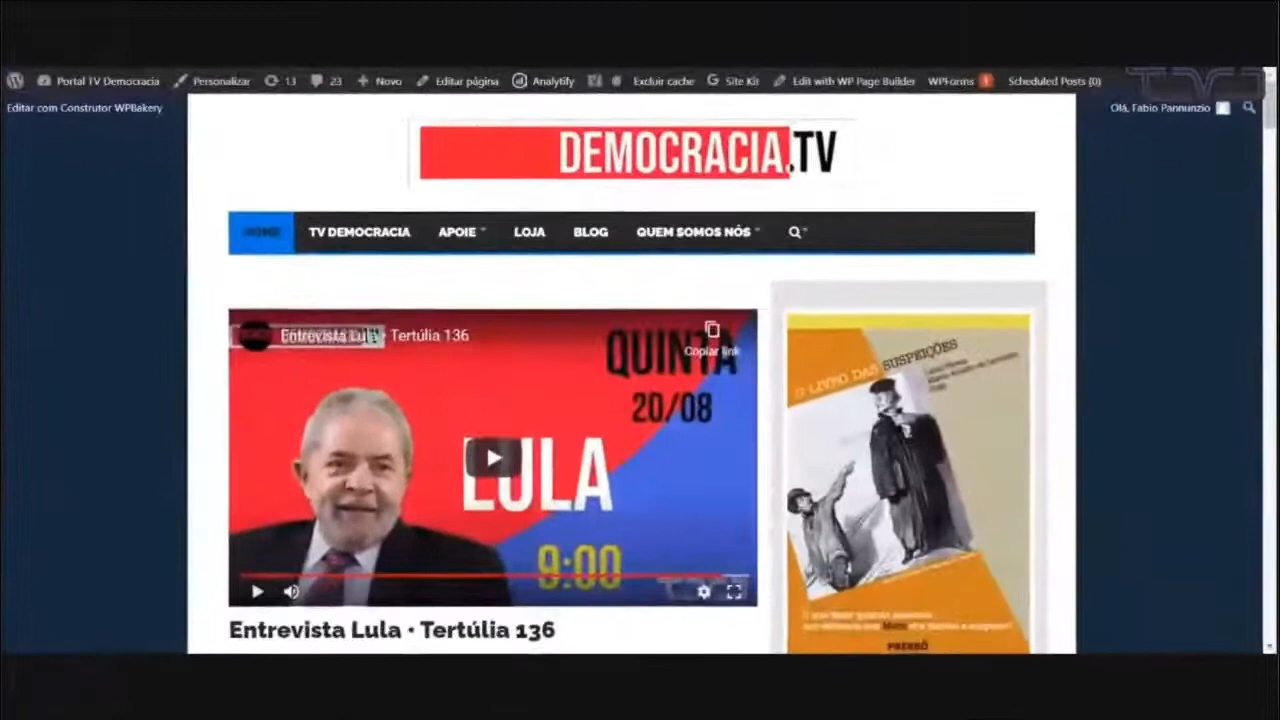 Portal TV Democracia Personalizar 13 23 Novo Editar página Analytify Excluir cache Site Kit Edit with WP Page Builder WPForms 1 Scheduled Posts (0)
Editar com Construtor WPBakery Olá, Fabio Pannunzio
DEMOCRACIA.TV
HOME TV DEMOCRACIA APOIE LOJA BLOG QUEM SOMOS NÓS
Entrevista Lula • Tertúlia 136
Copiar link
QUINTA
20/08
LULA
9:00
Entrevista Lula • Tertúlia 136
O LIVRO DAS SUSPEIÇÕES